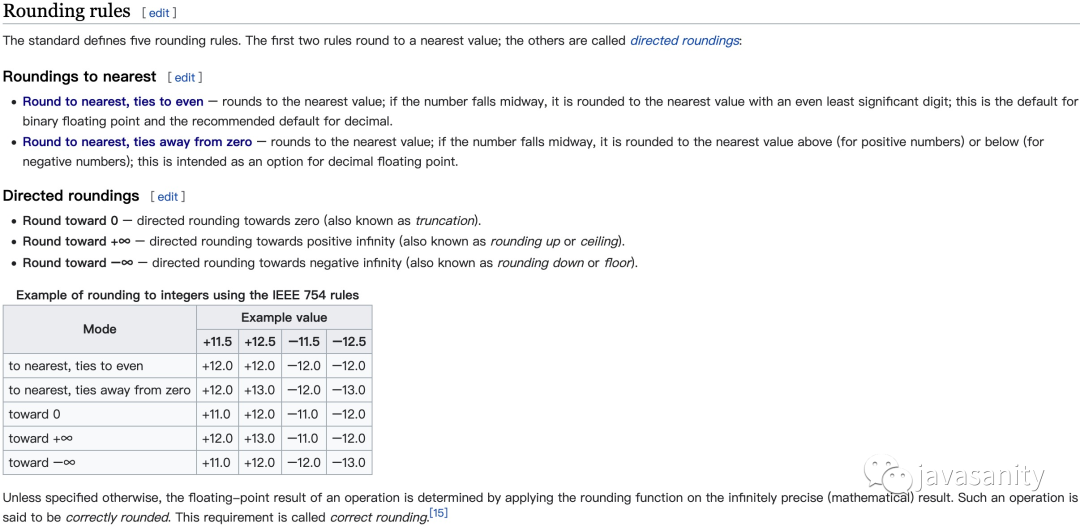 Rounding rules [ edit ]
The standard defines five rounding rules. The first two rules round to a nearest value; the others are called directed roundings:
Roundings to nearest [ edit ]
• Round to nearest, ties to even — rounds to the nearest value; if the number falls midway, it is rounded to the nearest value with an even least significant digit; this is the default for
binary floating point and the recommended default for decimal.
• Round to nearest, ties away from zero — rounds to the nearest value; if the number falls midway, it is rounded to the nearest value above (for positive numbers) or below (for
negative numbers); this is intended as an option for decimal floating point.
Directed roundings [ edit ]
• Round toward 0 — directed rounding towards zero (also known as truncation).
• Round toward +∞ — directed rounding towards positive infinity (also known as rounding up or ceiling).
• Round toward −∞ — directed rounding towards negative infinity (also known as rounding down or floor).
Example of rounding to integers using the IEEE 754 rules
Mode Example value
+11.5 +12.5 −11.5 −12.5
to nearest, ties to even +12.0 +12.0 −12.0 −12.0
to nearest, ties away from zero +12.0 +13.0 −12.0 −13.0
toward 0 +11.0 +12.0 −11.0 −12.0
toward +∞ +12.0 +13.0 −11.0 −12.0
toward −∞ +11.0 +12.0 −12.0 −13.0
javasanity
Unless specified otherwise, the floating-point result of an operation is determined by applying the rounding function on the infinitely precise (mathematical) result. Such an operation is
said to be correctly rounded. This requirement is called correct rounding.[15]